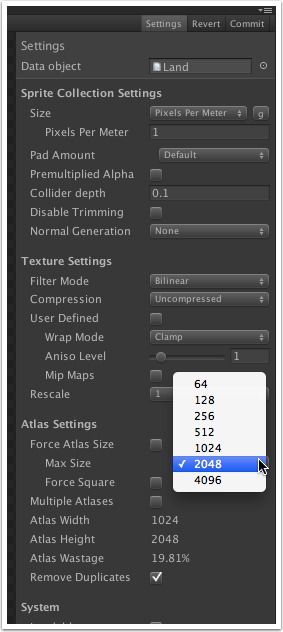 Settings Revert Commit
Settings
Data object Land
Sprite Collection Settings
Size Pixels Per Meter g
Pixels Per Meter 1
Pad Amount Default
Premultiplied Alpha
Collider depth 0.1
Disable Trimming
Normal Generation None
Texture Settings
Filter Mode Bilinear
Compression Uncompressed
User Defined
Wrap Mode Clamp
Aniso Level 1
Mip Maps
64
Rescale 1
128
256
Atlas Settings
512
Force Atlas Size
1024
Max Size ✓ 2048
Force Square 4096
Multiple Atlases
Atlas Width 1024
Atlas Height 2048
Atlas Wastage 19.81%
Remove Duplicates
System